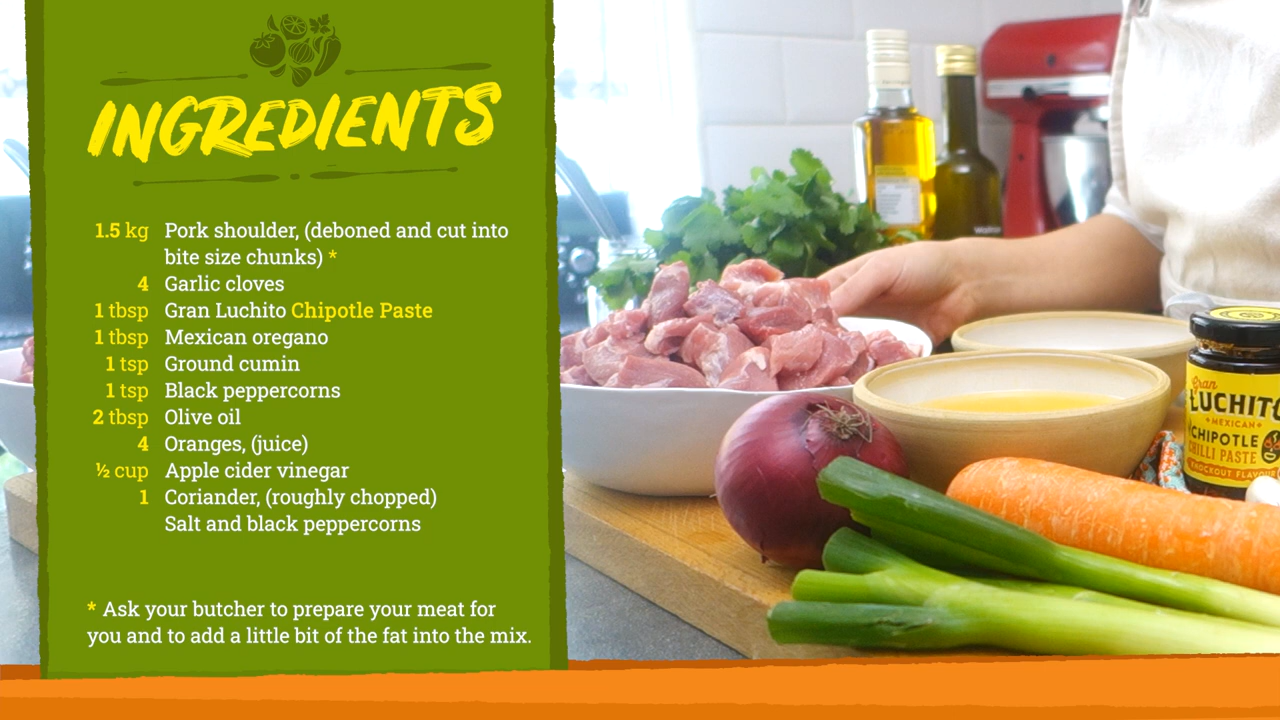 INGREDIENTS
1.5 kg Pork shoulder, (deboned and cut into
bite size chunks) *
4 Garlic cloves
1 tbsp Gran Luchito Chipotle Paste
1 tbsp Mexican oregano
1 tsp Ground cumin
1 tsp Black peppercorns
2 tbsp Olive oil
4 Oranges, (juice)
½ cup Apple cider vinegar
1 Coriander, (roughly chopped)
Salt and black peppercorns
* Ask your butcher to prepare your meat for
you and to add a little bit of the fat into the mix.
Gran
LUCHITO
MEXICAN
CHIPOTLE
CHILLI PASTE
KNOCKOUT